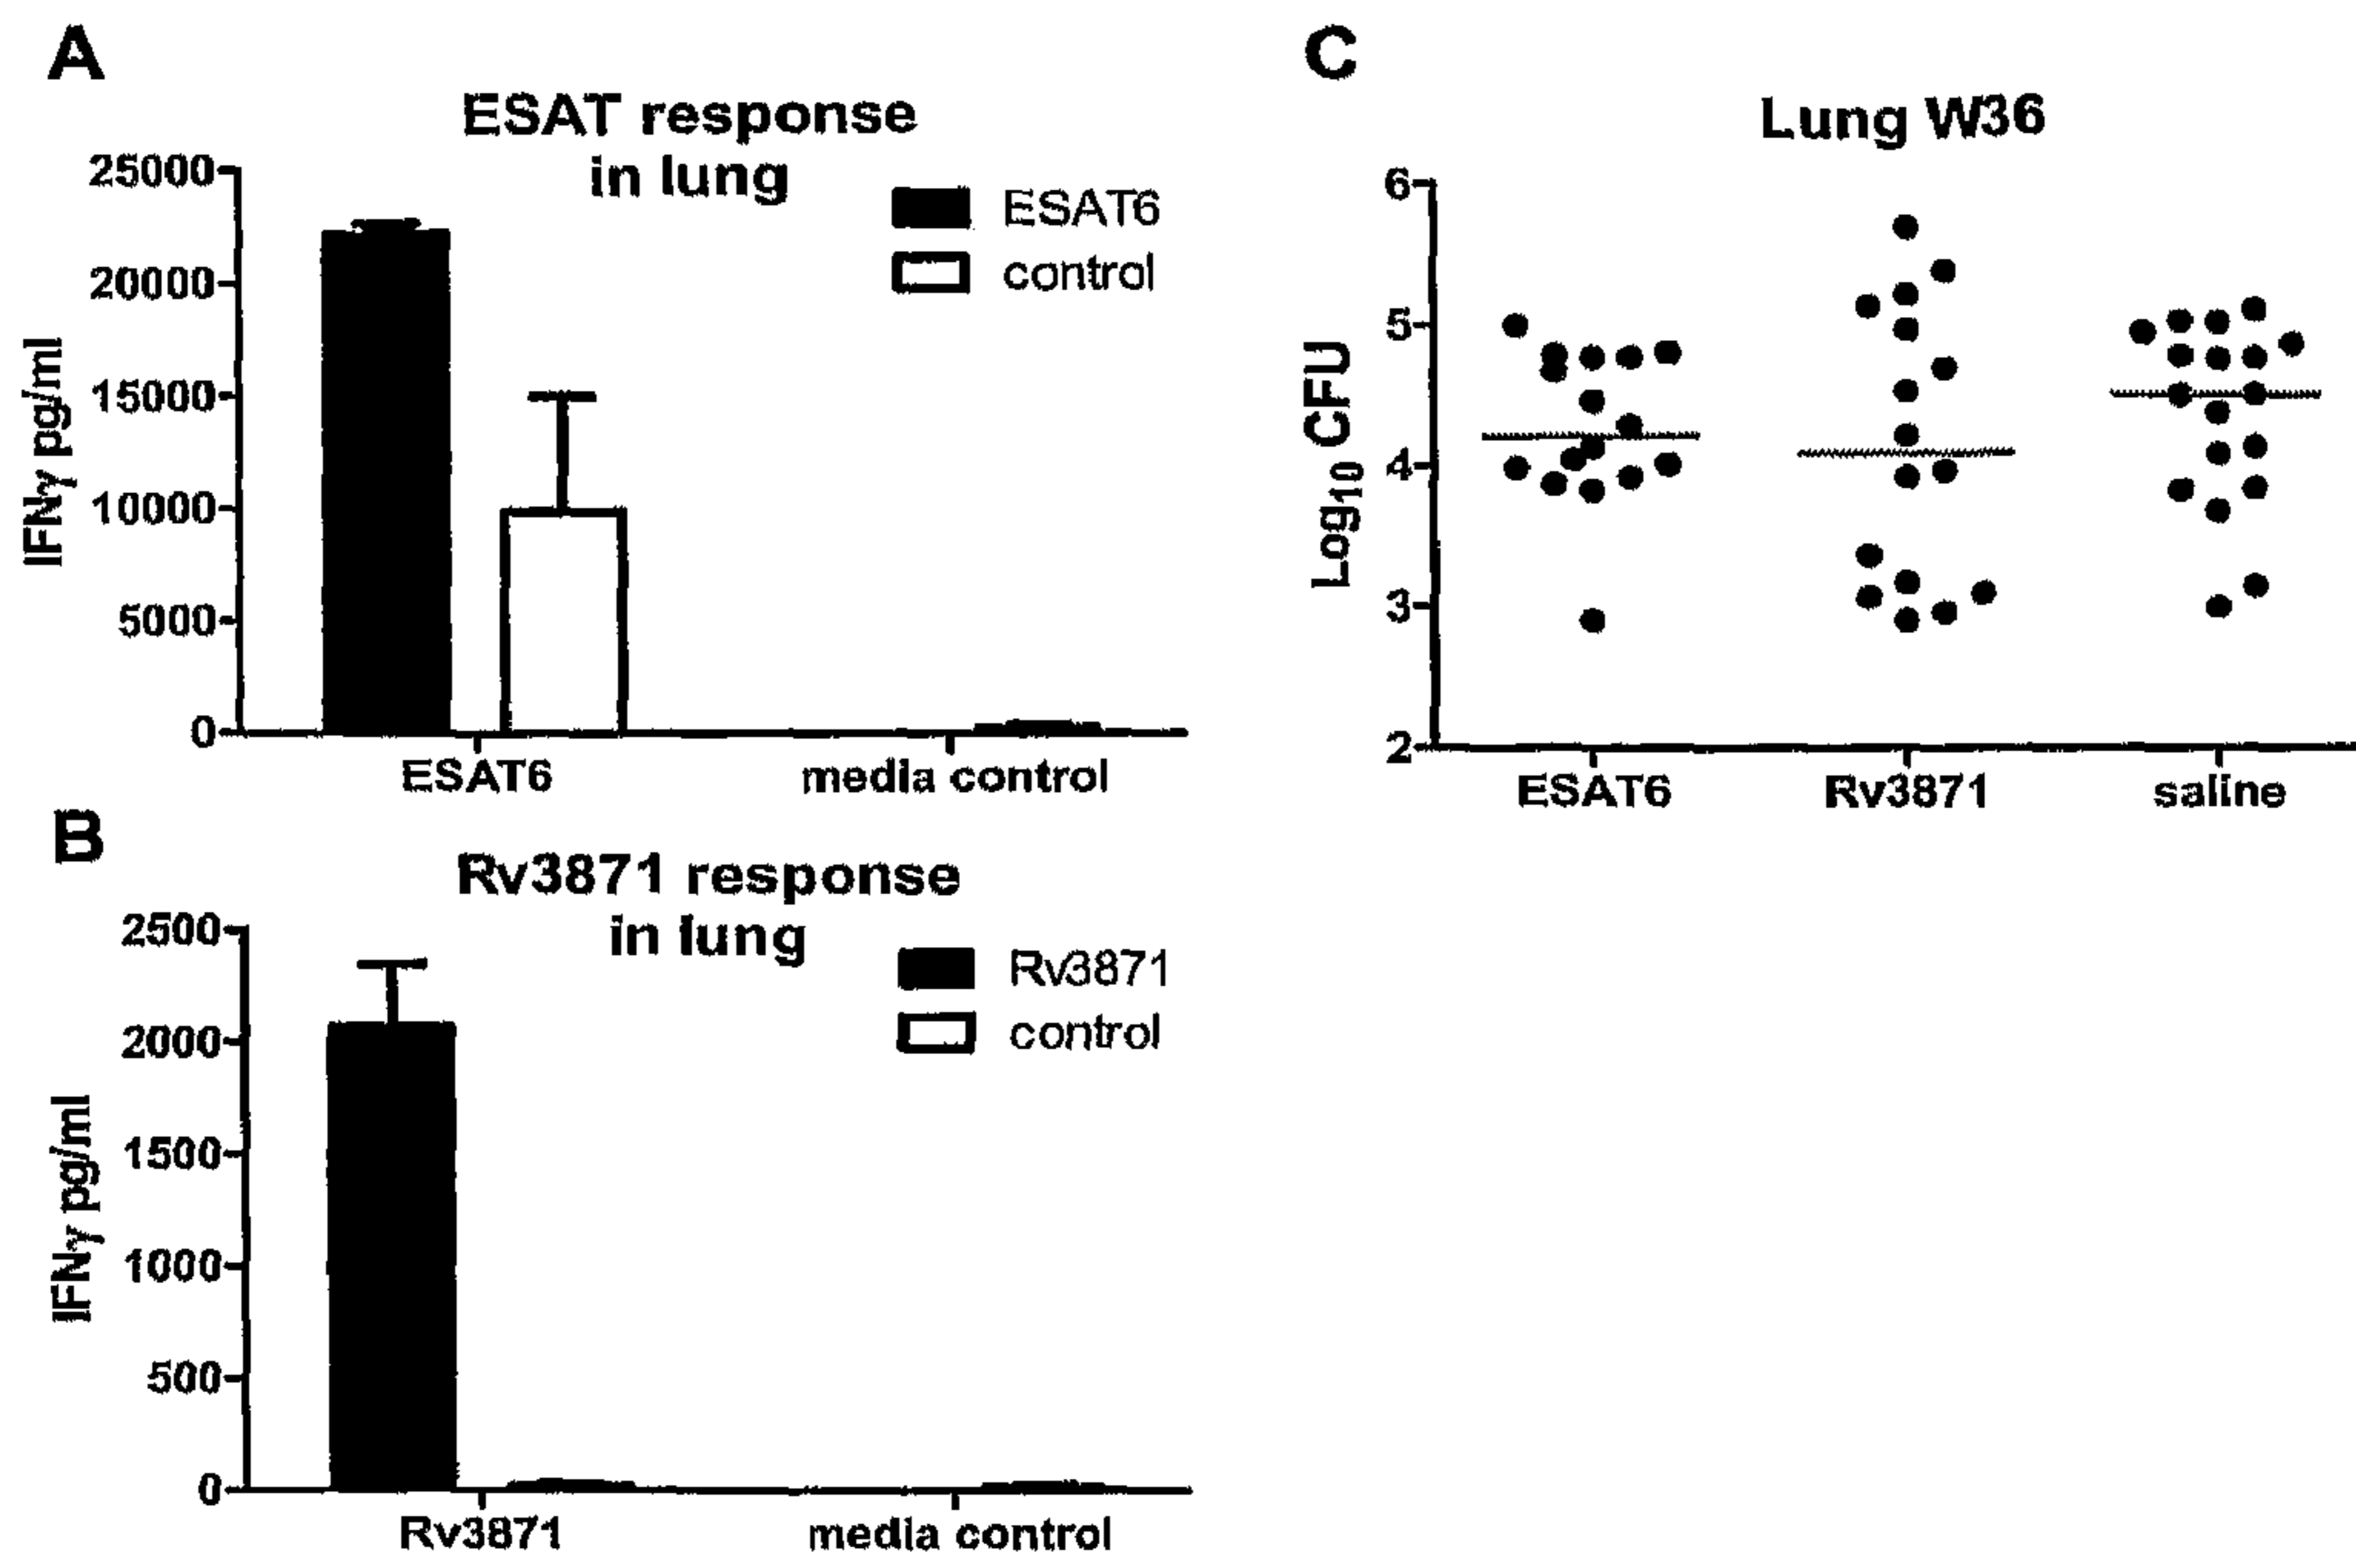 A
ESAT response
in lung
25000
20000
15000
10000
5000
0
IFNγ pg/ml
ESAT6
control
ESAT6
media control
B
Rv3871 response
in lung
2500
2000
1500
1000
500
0
IFNγ pg/ml
Rv3871
control
Rv3871
media control
C
Lung W36
6
5
4
3
2
Log10 CFU
ESAT6
Rv3871
saline